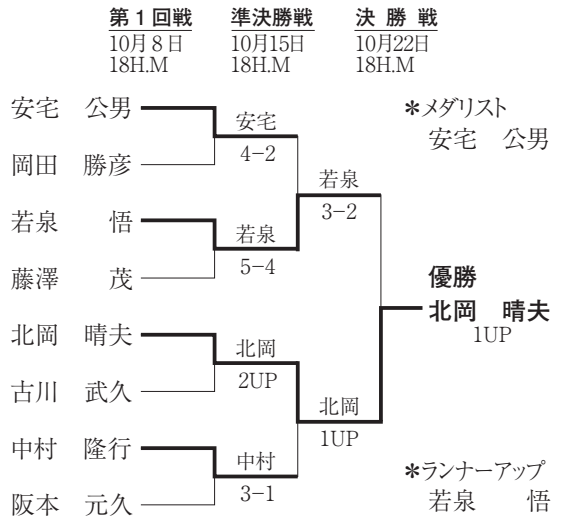 第１回戦 準決勝戦 決勝戦
10月8日 10月15日 10月22日
18H.M 18H.M 18H.M
安宅 公男
岡田 勝彦
若泉 悟
藤澤 茂
北岡 晴夫
古川 武久
中村 隆行
阪本 元久
安宅
4−2
若泉
5−4
北岡
2UP
中村
3−1
若泉
3−2
北岡
1UP
*メダリスト
安宅 公男
優勝
北岡 晴夫
1UP
*ランナーアップ
若泉 悟